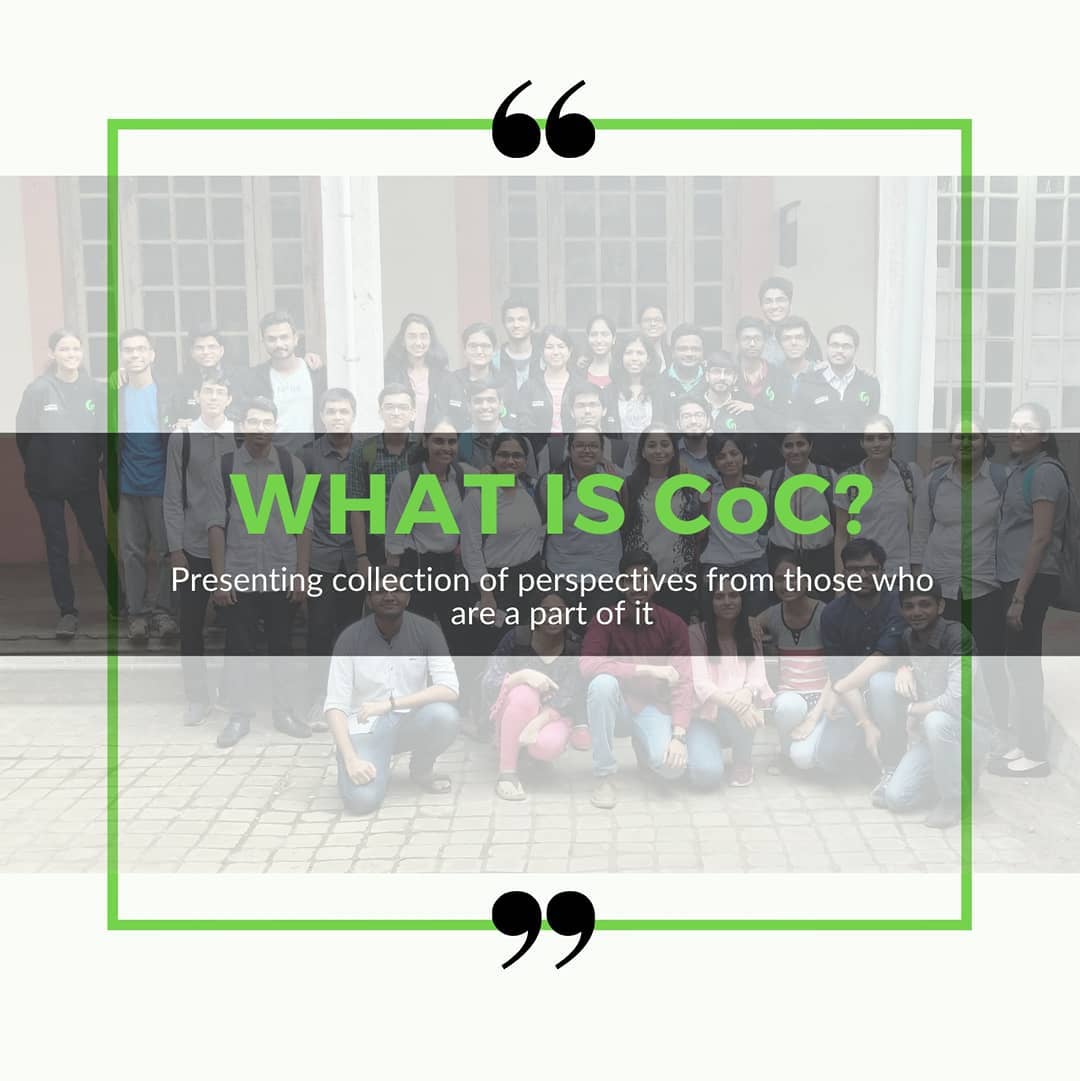 WHAT IS CoC?
Presenting collection of perspectives from those who
are a part of it